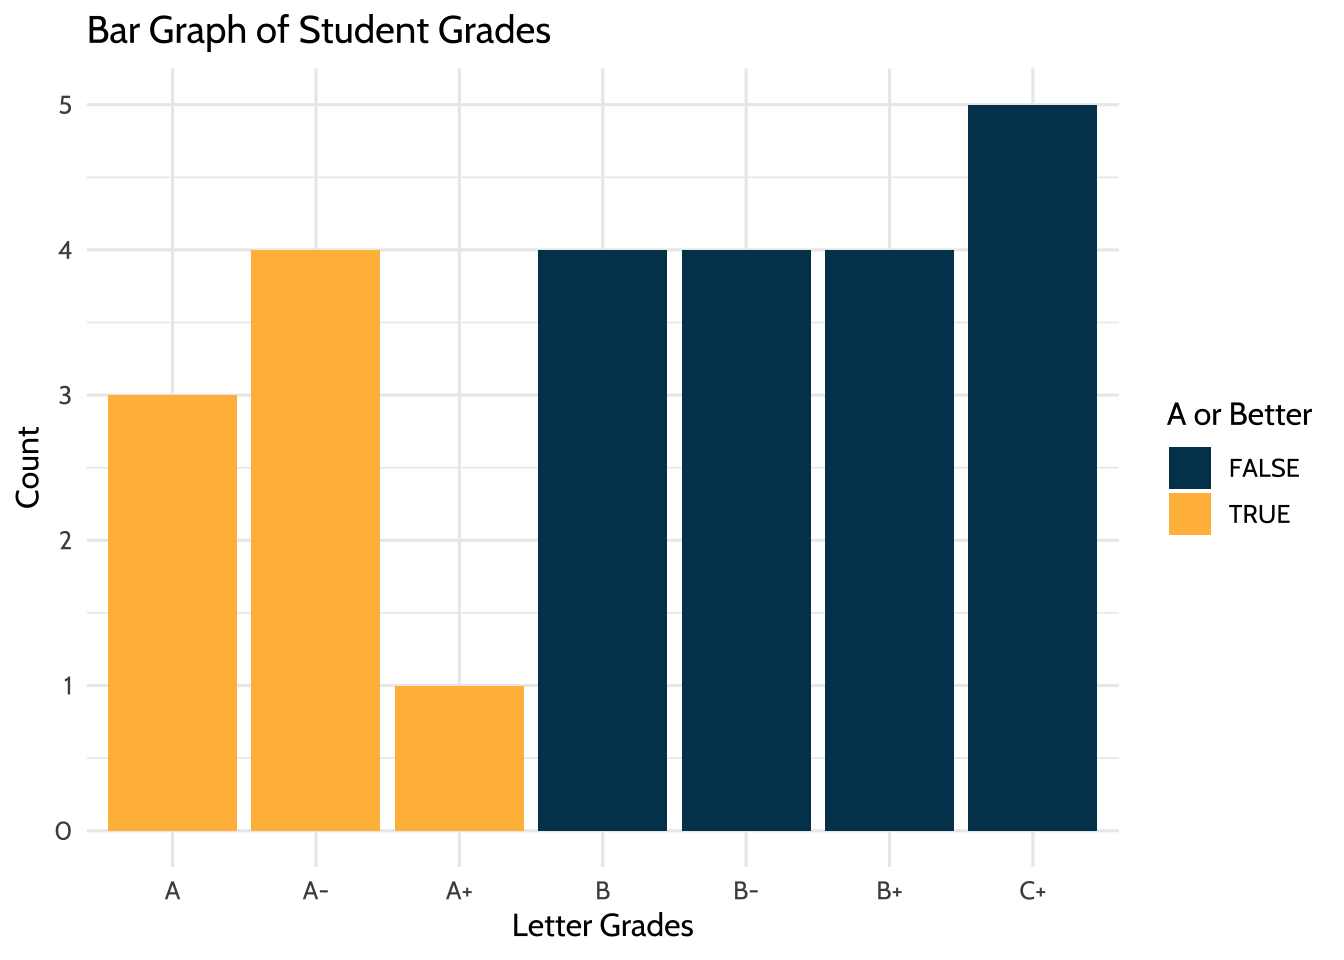 Bar Graph of Student Grades
5
4
3
2
1
0
Count
A A- A+ B B- B+ C+
Letter Grades
A or Better
FALSE
TRUE